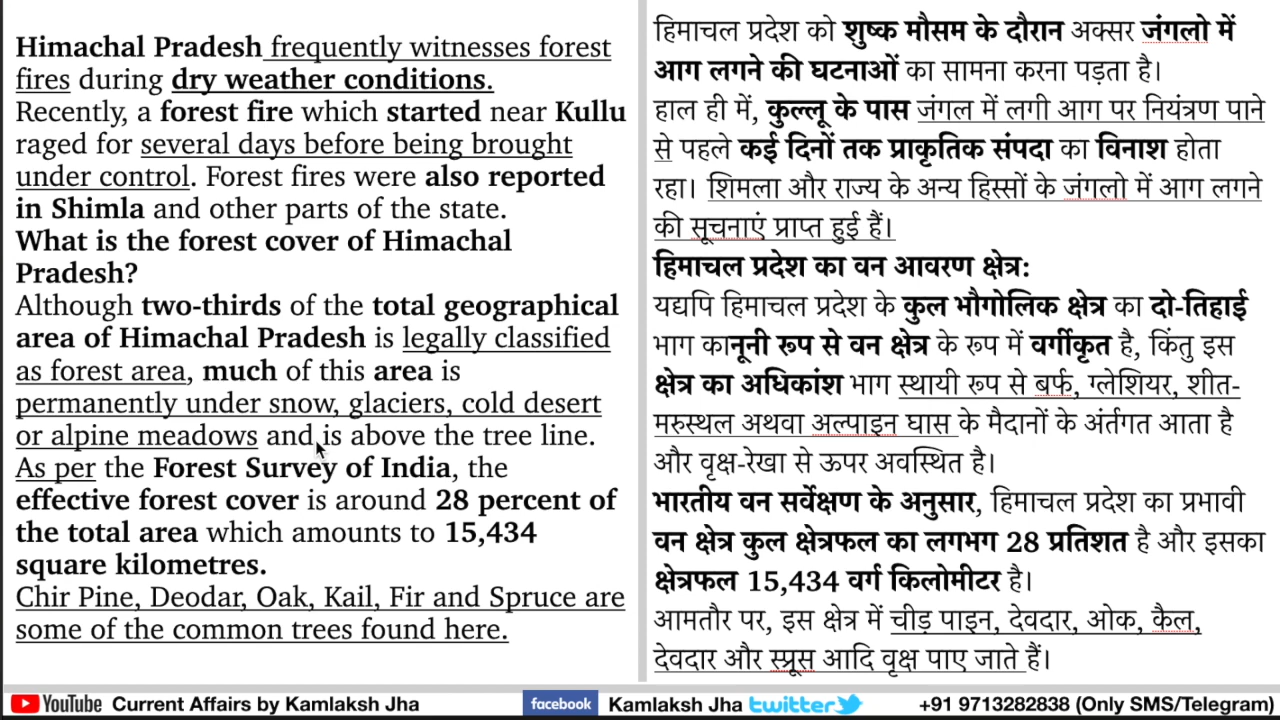 Himachal Pradesh frequently witnesses forest
fires during dry weather conditions.
Recently, a forest fire which started near Kullu
raged for several days before being brought
under control. Forest fires were also reported
in Shimla and other parts of the state.
What is the forest cover of Himachal
Pradesh?
Although two-thirds of the total geographical
area of Himachal Pradesh is legally classified
as forest area, much of this area is
permanently under snow, glaciers, cold desert
or alpine meadows and is above the tree line.
As per the Forest Survey of India, the
effective forest cover is around 28 percent of
the total area which amounts to 15,434
square kilometres.
Chir Pine, Deodar, Oak, Kail, Fir and Spruce are
some of the common trees found here.
हिमाचल प्रदेश को शुष्क मौसम के दौरान अक्सर जंगलो में
आग लगने की घटनाओं का सामना करना पड़ता है।
हाल ही में, कुल्लू के पास जंगल में लगी आग पर नियंत्रण पाने
से पहले कई दिनों तक प्राकृतिक संपदा का विनाश होता
रहा। शिमला और राज्य के अन्य हिस्सों के जंगलो में आग लगने
की सूचनाएं प्राप्त हुई हैं।
हिमाचल प्रदेश का वन आवरण क्षेत्र:
यद्यपि हिमाचल प्रदेश के कुल भौगोलिक क्षेत्र का दो-तिहाई
भाग कानूनी रूप से वन क्षेत्र के रूप में वर्गीकृत है, किंतु इस
क्षेत्र का अधिकांश भाग स्थायी रूप से बर्फ, ग्लेशियर, शीत-
मरुस्थल अथवा अल्पाइन घास के मैदानों के अंर्तगत आता है
और वृक्ष-रेखा से ऊपर अवस्थित है।
भारतीय वन सर्वेक्षण के अनुसार, हिमाचल प्रदेश का प्रभावी
वन क्षेत्र कुल क्षेत्रफल का लगभग 28 प्रतिशत है और इसका
क्षेत्रफल 15,434 वर्ग किलोमीटर है।
आमतौर पर, इस क्षेत्र में चीड़ पाइन, देवदार, ओक, कैल,
देवदार और स्प्रूस आदि वृक्ष पाए जाते हैं।
YouTube Current Affairs by Kamlaksh Jha facebook Kamlaksh Jha twitter +91 9713282838 (Only SMS/Telegram)